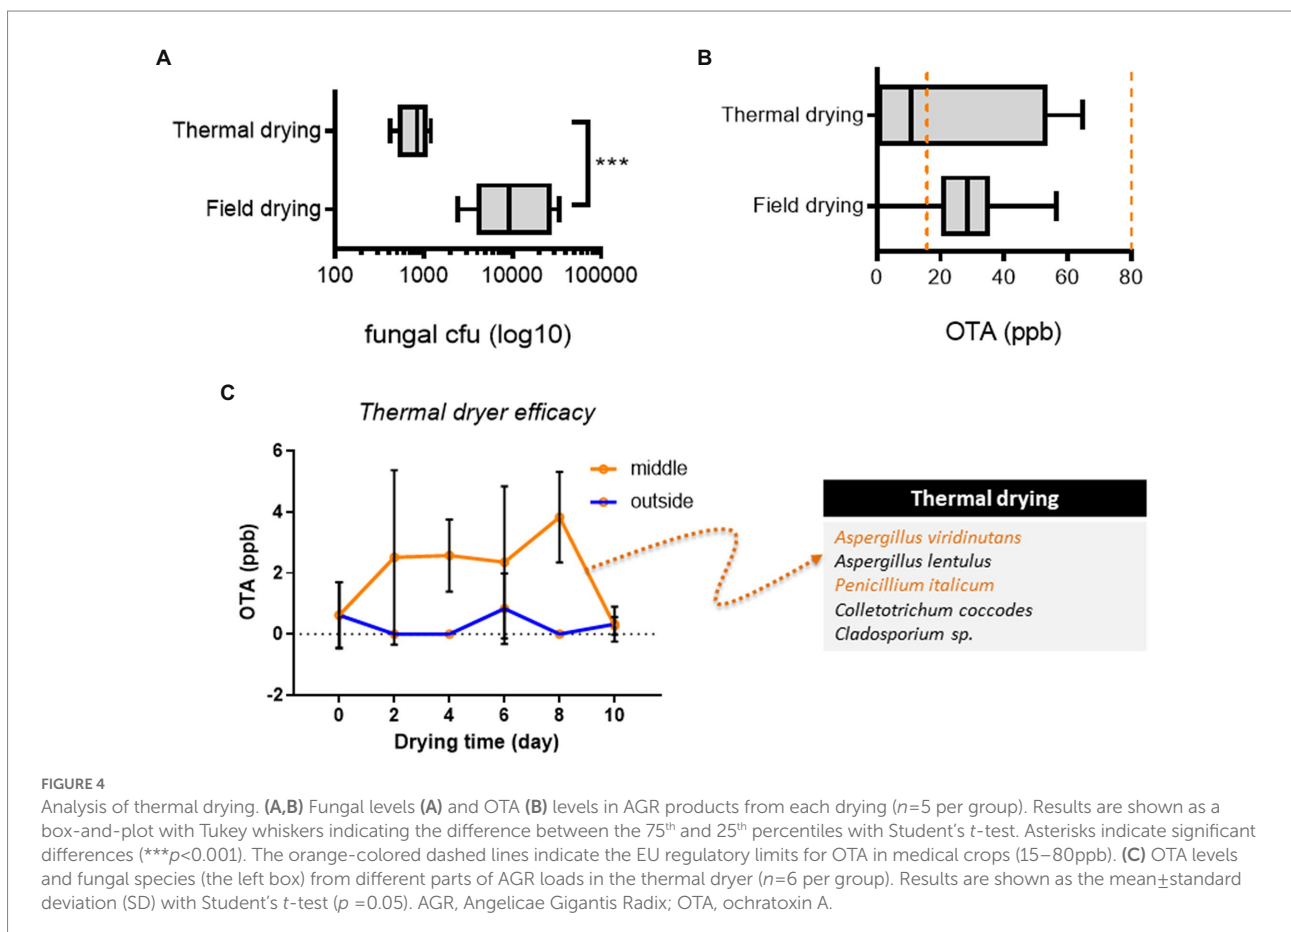 A
Thermal drying
Field drying
***
100 1000 10000 100000
fungal cfu (log10)
B
Thermal drying
Field drying
0 20 40 60 80
OTA (ppb)
C
Thermal dryer efficacy
6
4
2
0
-2
OTA (ppb)
middle
outside
0 2 4 6 8 10
Drying time (day)
Thermal drying
Aspergillus viridinutans
Aspergillus lentulus
Penicillium italicum
Colletotrichum coccodes
Cladosporium sp.
FIGURE 4
Analysis of thermal drying. (A,B) Fungal levels (A) and OTA (B) levels in AGR products from each drying (n=5 per group). Results are shown as a
box-and-plot with Tukey whiskers indicating the difference between the 75th and 25th percentiles with Student's t-test. Asterisks indicate significant
differences (***p<0.001). The orange-colored dashed lines indicate the EU regulatory limits for OTA in medical crops (15–80ppb). (C) OTA levels
and fungal species (the left box) from different parts of AGR loads in the thermal dryer (n=6 per group). Results are shown as the mean±standard
deviation (SD) with Student's t-test (p =0.05). AGR, Angelicae Gigantis Radix; OTA, ochratoxin A.